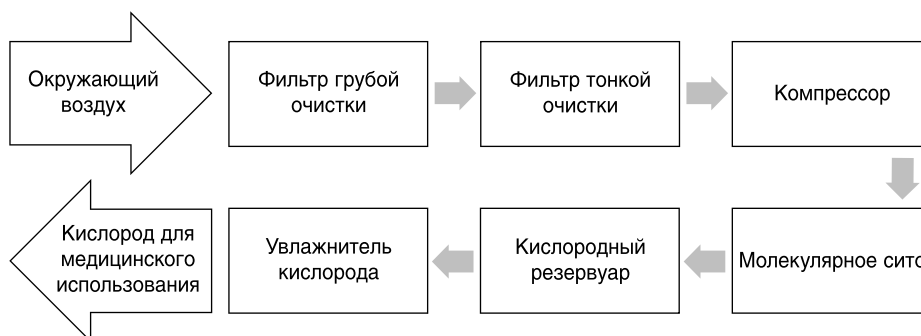 Окружающий
воздух
Фильтр грубой
очистки
Фильтр тонкой
очистки
Компрессор
Кислород для
медицинского
использования
Увлажнитель
кислорода
Кислородный
резервуар
Молекулярное сито